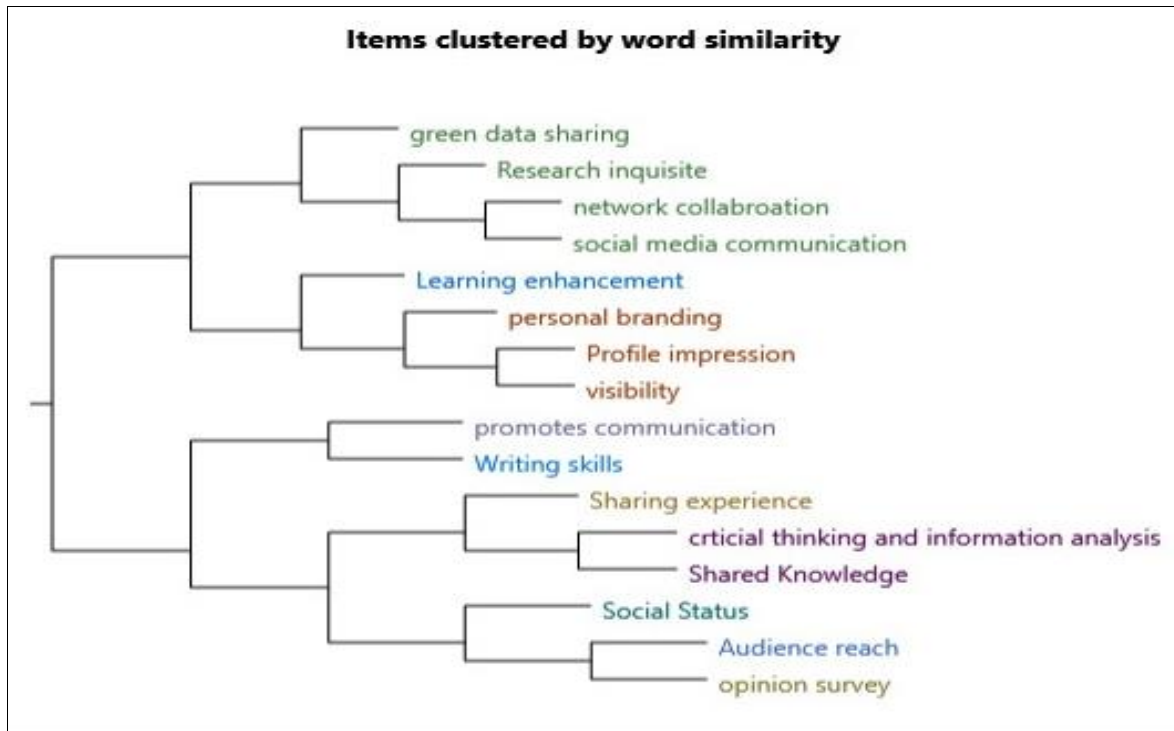 Items clustered by word similarity
green data sharing
Research inquisite
network collabroation
social media communication
Learning enhancement
personal branding
Profile impression
visibility
promotes communication
Writing skills
Sharing experience
crticial thinking and information analysis
Shared Knowledge
Social Status
Audience reach
opinion survey